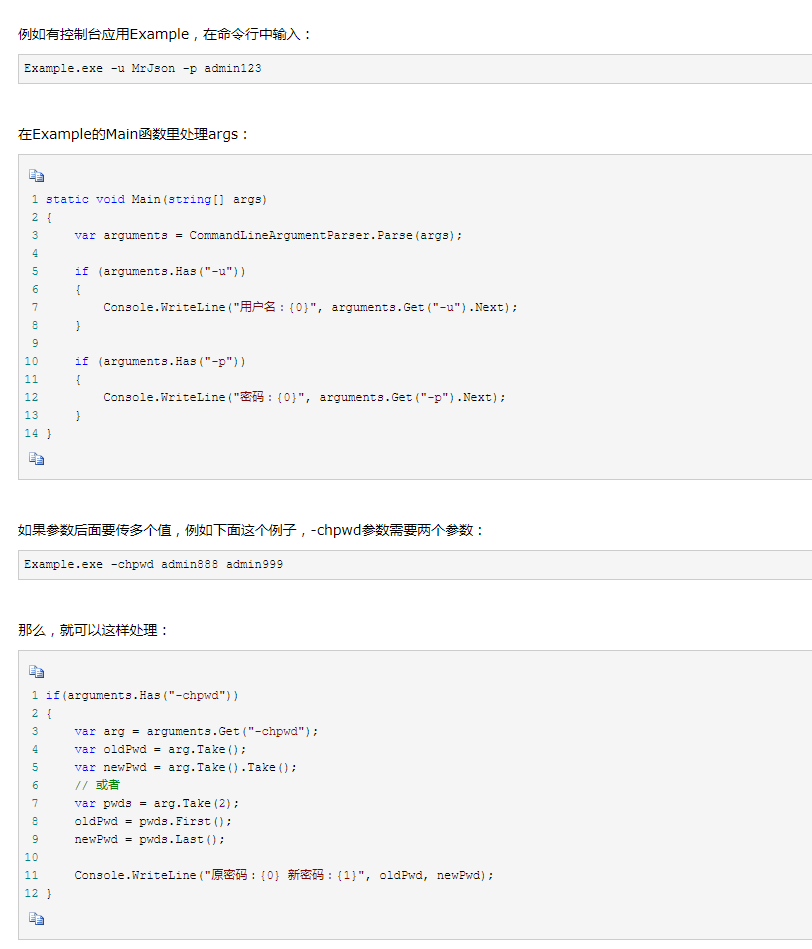 例如有控制台应用Example，在命令行中输入：
Example.exe -u MrJson -p admin123
在Example的Main函数里处理args：
1 static void Main(string[] args)
2 {
3     var arguments = CommandLineArgumentParser.Parse(args);
4
5     if (arguments.Has("-u"))
6     {
7         Console.WriteLine("用户名：{0}", arguments.Get("-u").Next);
8     }
9
10     if (arguments.Has("-p"))
11     {
12         Console.WriteLine("密码：{0}", arguments.Get("-p").Next);
13     }
14 }
如果参数后面要传多个值，例如下面这个例子，-chpwd参数需要两个参数：
Example.exe -chpwd admin888 admin999
那么，就可以这样处理：
1 if(arguments.Has("-chpwd"))
2 {
3     var arg = arguments.Get("-chpwd");
4     var oldPwd = arg.Take();
5     var newPwd = arg.Take().Take();
6     // 或者
7     var pwds = arg.Take(2);
8     oldPwd = pwds.First();
9     newPwd = pwds.Last();
10
11     Console.WriteLine("原密码：{0} 新密码：{1}", oldPwd, newPwd);
12 }